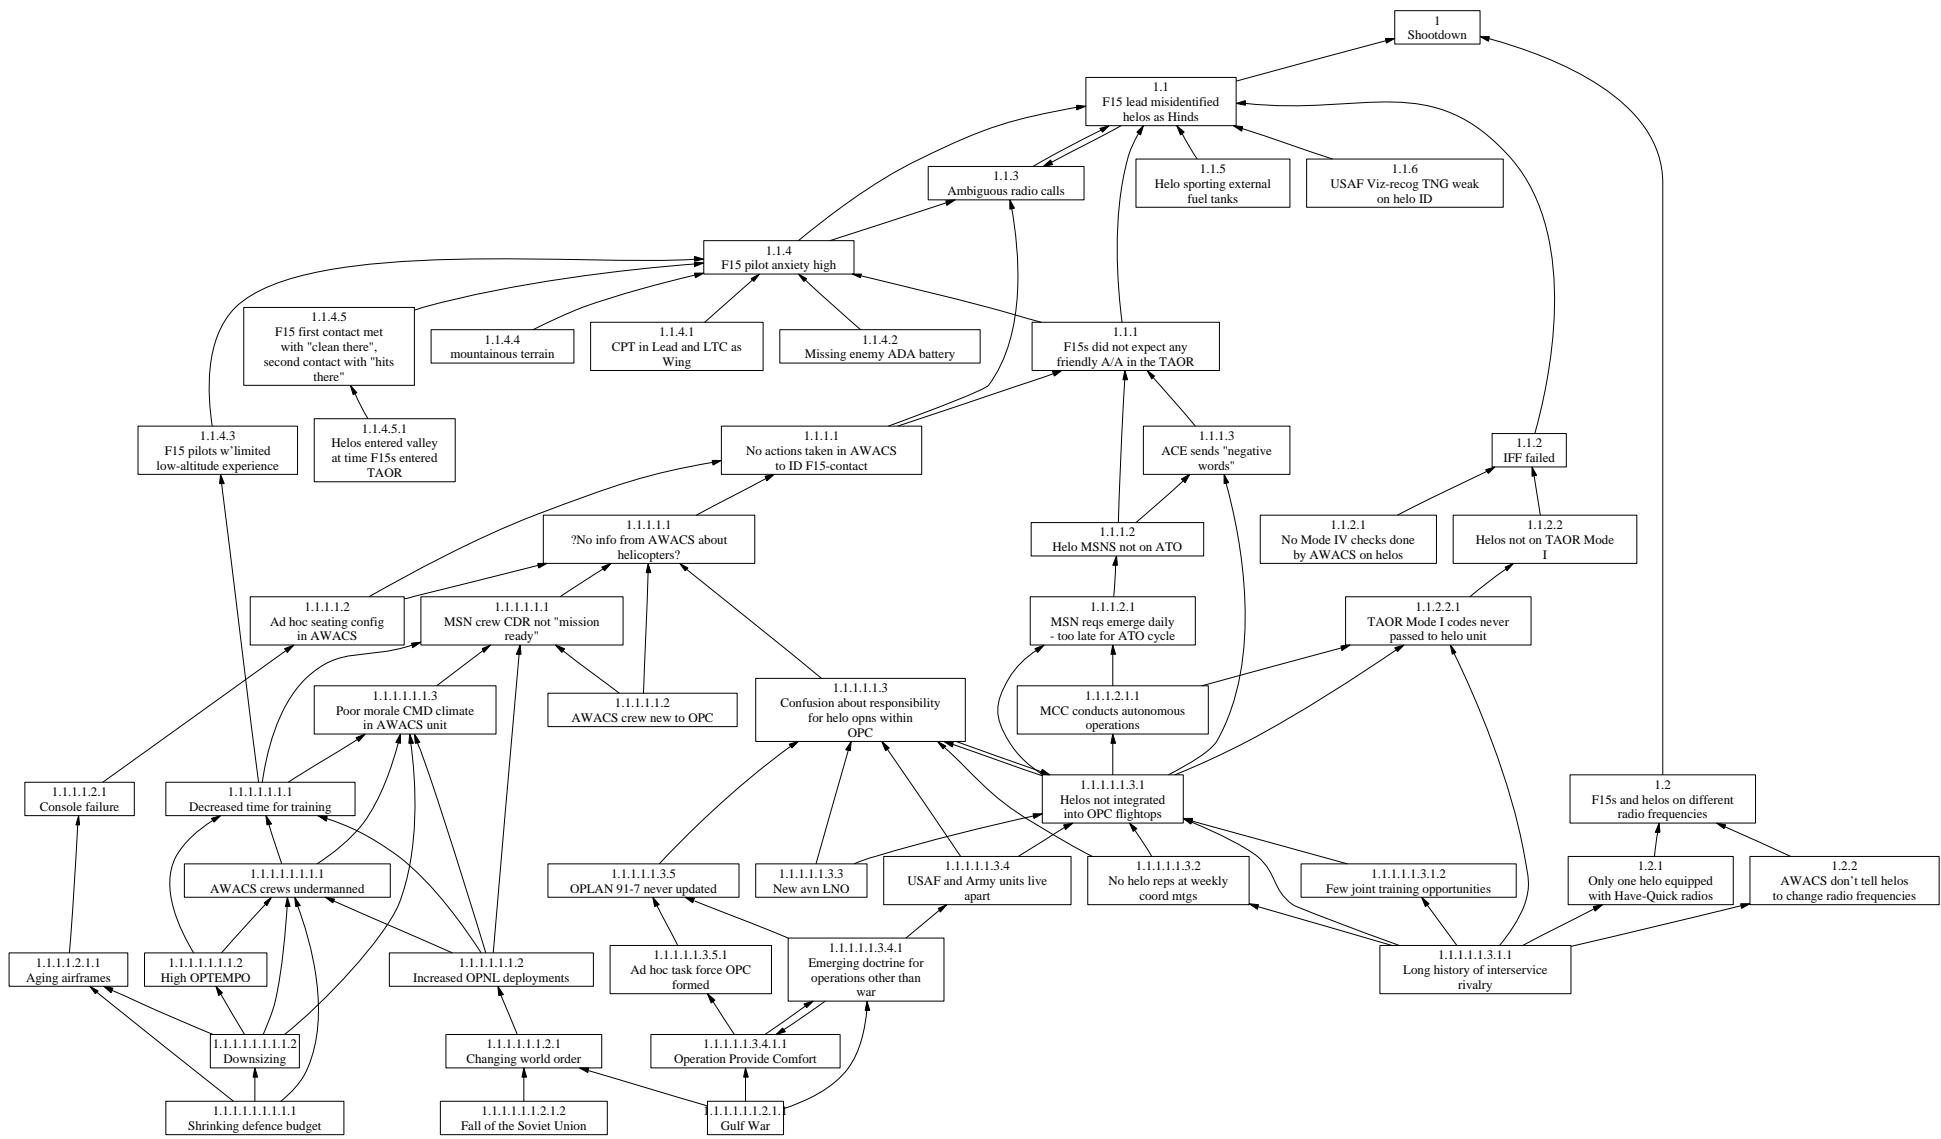 1
Shootdown
1.1
F15 lead misidentified
helos as Hinds
1.1.3
Ambiguous radio calls
1.1.5
Helo sporting external
fuel tanks
1.1.6
USAF Viz-recog TNG weak
on helo ID
1.1.4
F15 pilot anxiety high
1.1.4.5
F15 first contact met
with "clean there",
second contact with "hits
there"
1.1.4.4
mountainous terrain
1.1.4.1
CPT in Lead and LTC as
Wing
1.1.4.2
Missing enemy ADA battery
1.1.1
F15s did not expect any
friendly A/A in the TAOR
1.1.4.3
F15 pilots w'limited
low-altitude experience
1.1.4.5.1
Helos entered valley
at time F15s entered
TAOR
1.1.1.1
No actions taken in AWACS
to ID F15-contact
1.1.1.3
ACE sends "negative
words"
1.1.2
IFF failed
1.1.1.1.1
?No info from AWACS about
helicopters?
1.1.1.2
Helo MSNS not on ATO
1.1.2.1
No Mode IV checks done
by AWACS on helos
1.1.2.2
Helos not on TAOR Mode
I
1.1.1.1.2
Ad hoc seating config
in AWACS
1.1.1.1.1.1
MSN crew CDR not "mission
ready"
1.1.1.2.1
MSN reqs emerge daily
- too late for ATO cycle
1.1.2.2.1
TAOR Mode I codes never
passed to helo unit
1.1.1.1.1.1.3
Poor morale CMD climate
in AWACS unit
1.1.1.1.1.2
AWACS crew new to OPC
1.1.1.1.1.3
Confusion about responsibility
for helo opns within
OPC
1.1.1.2.1.1
MCC conducts autonomous
operations
1.1.1.1.2.1
Console failure
1.1.1.1.1.1.1
Decreased time for training
1.1.1.1.1.3.1
Helos not integrated
into OPC flightops
1.2
F15s and helos on different
radio frequencies
1.1.1.1.1.1.1.1
AWACS crews undermanned
1.1.1.1.1.3.5
OPLAN 91-7 never updated
1.1.1.1.1.3.3
New avn LNO
1.1.1.1.1.3.4
USAF and Army units live
apart
1.1.1.1.1.3.2
No helo reps at weekly
coord mtgs
1.1.1.1.1.3.1.2
Few joint training opportunities
1.2.1
Only one helo equipped
with Have-Quick radios
1.2.2
AWACS don't tell helos
to change radio frequencies
1.1.1.1.2.1.1
Aging airframes
1.1.1.1.1.1.1.2
High OPTEMPO
1.1.1.1.1.1.2
Increased OPNL deployments
1.1.1.1.1.3.5.1
Ad hoc task force OPC
formed
1.1.1.1.1.3.4.1
Emerging doctrine for
operations other than
war
1.1.1.1.1.3.1.1
Long history of interservice
rivalry
1.1.1.1.1.1.1.1.2
Downsizing
1.1.1.1.1.1.2.1
Changing world order
1.1.1.1.1.3.4.1.1
Operation Provide Comfort
1.1.1.1.1.1.1.1.1
Shrinking defence budget
1.1.1.1.1.1.2.1.2
Fall of the Soviet Union
1.1.1.1.1.1.2.1.1
Gulf War